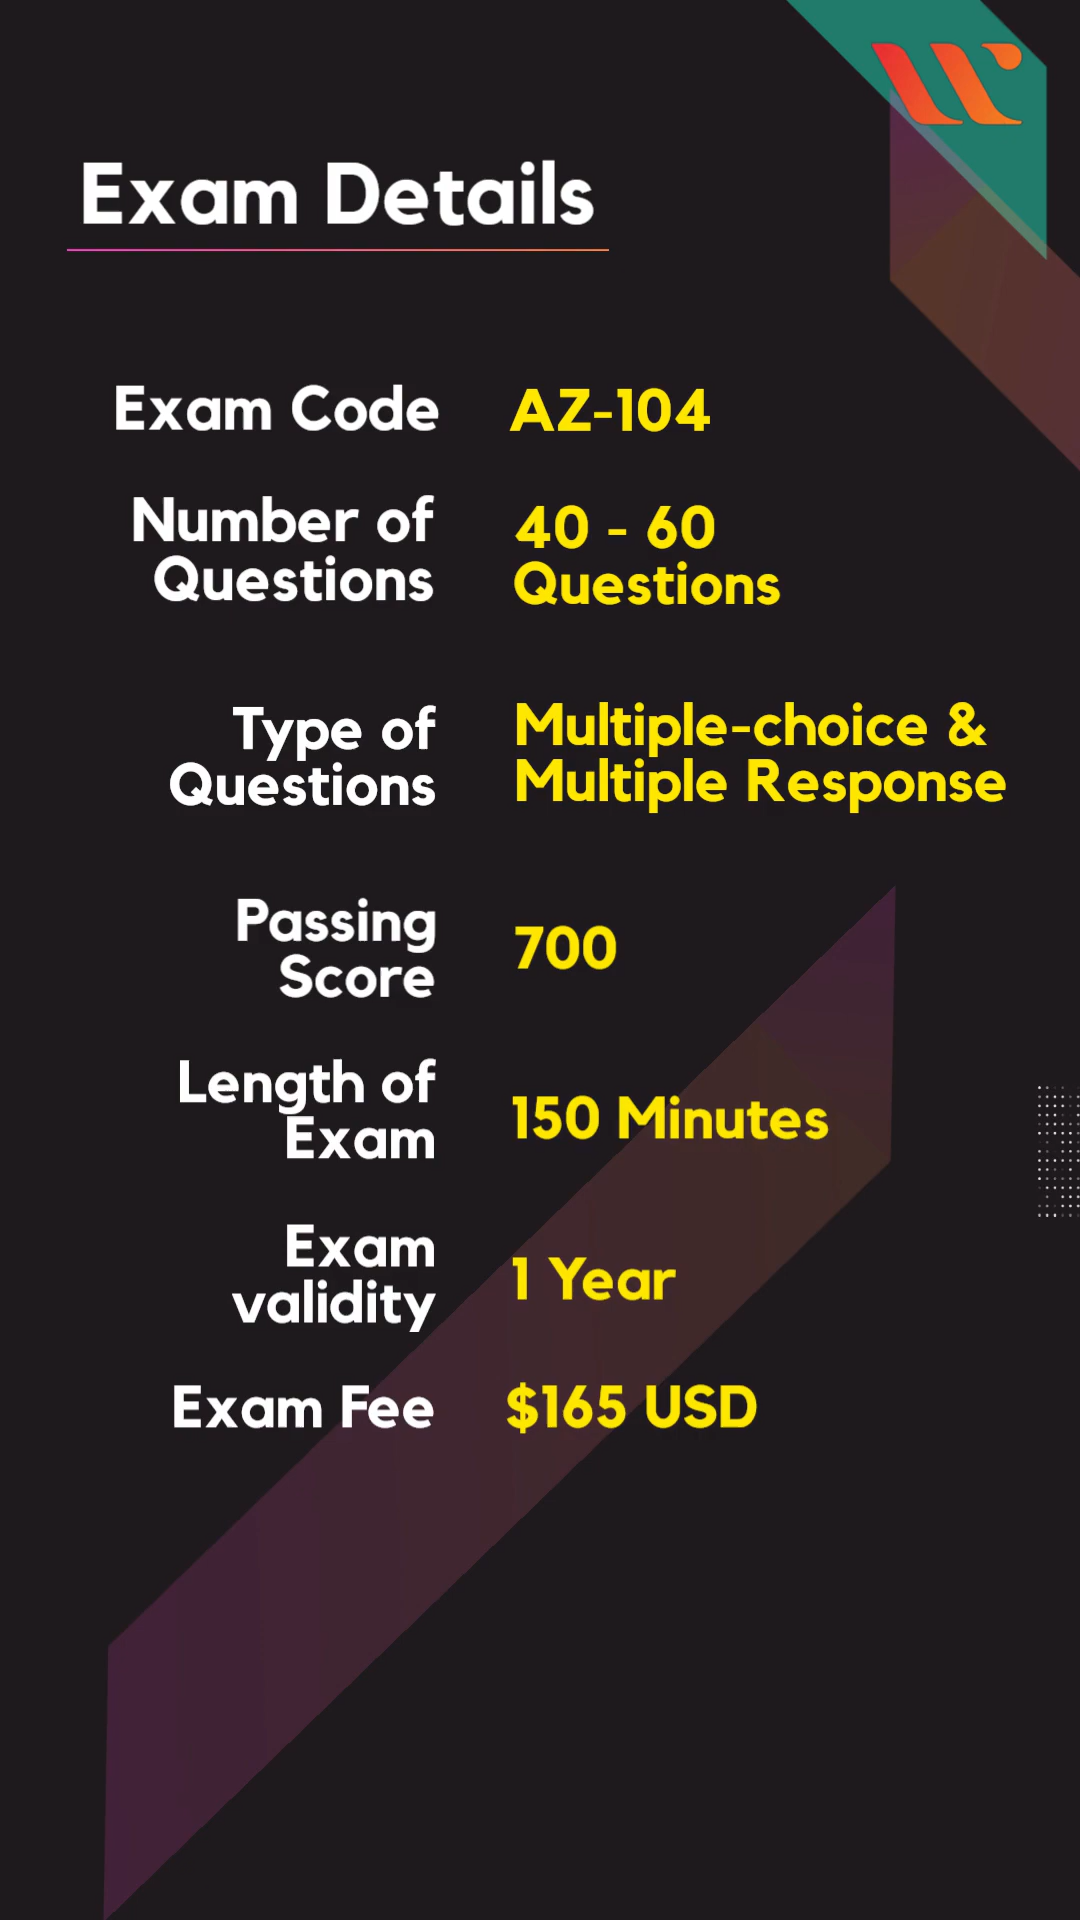 Exam Details
Exam Code AZ-104
Number of
Questions
40 - 60
Questions
Type of
Questions
Multiple-choice &
Multiple Response
Passing
Score
700
Length of
Exam
150 Minutes
Exam
validity
1 Year
Exam Fee $165 USD